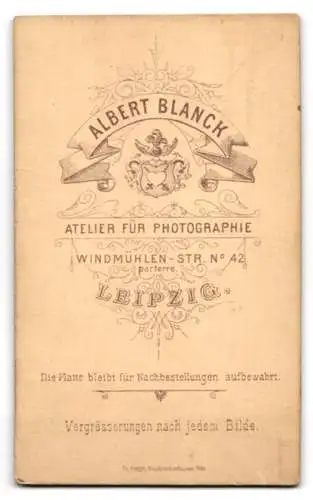 ALBERT BLANCK
ATELIER FÜR PHOTOGRAPHIE
WINDMÜHLEN-STR. No 42
parterre.
LEIPZIG.
Die Platte bleibt für Nachbestellungen aufbewahrt.
Vergrösserungen nach jedem Bilde.